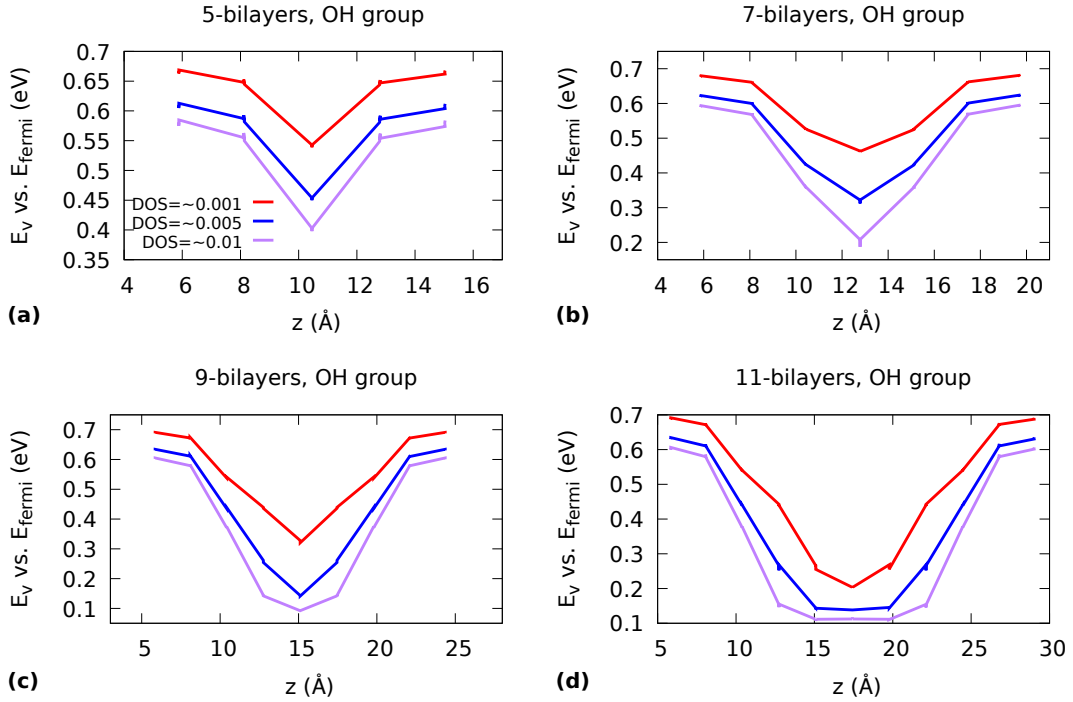 5-bilayers, OH group
E_v vs. E_fermi (eV)
0.7
0.65
0.6
0.55
0.5
0.45
0.4
0.35
DOS=~0.001
DOS=~0.005
DOS=~0.01
4 6 8 10 12 14 16
z (Å)
(a)
7-bilayers, OH group
E_v vs. E_fermi (eV)
0.7
0.6
0.5
0.4
0.3
0.2
4 6 8 10 12 14 16 18 20
z (Å)
(b)
9-bilayers, OH group
E_v vs. E_fermi (eV)
0.7
0.6
0.5
0.4
0.3
0.2
0.1
5 10 15 20 25
z (Å)
(c)
11-bilayers, OH group
E_v vs. E_fermi (eV)
0.7
0.6
0.5
0.4
0.3
0.2
0.1
5 10 15 20 25 30
z (Å)
(d)